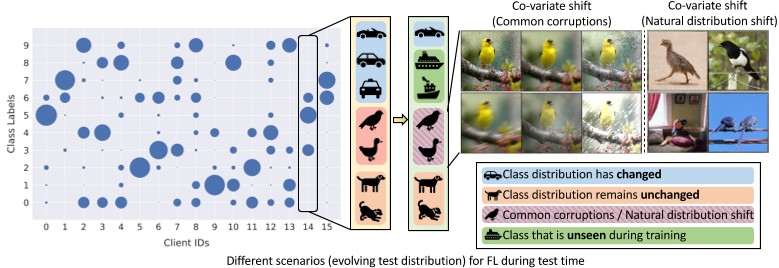 Co-variate shift
(Common corruptions)
Co-variate shift
(Natural distribution shift)
Class Labels
9
8
7
6
5
4
3
2
1
0
0 1 2 3 4 5 6 7 8 9 10 11 12 13 14 15
Client IDs
Class distribution has changed
Class distribution remains unchanged
Common corruptions / Natural distribution shift
Class that is unseen during training
Different scenarios (evolving test distribution) for FL during test time